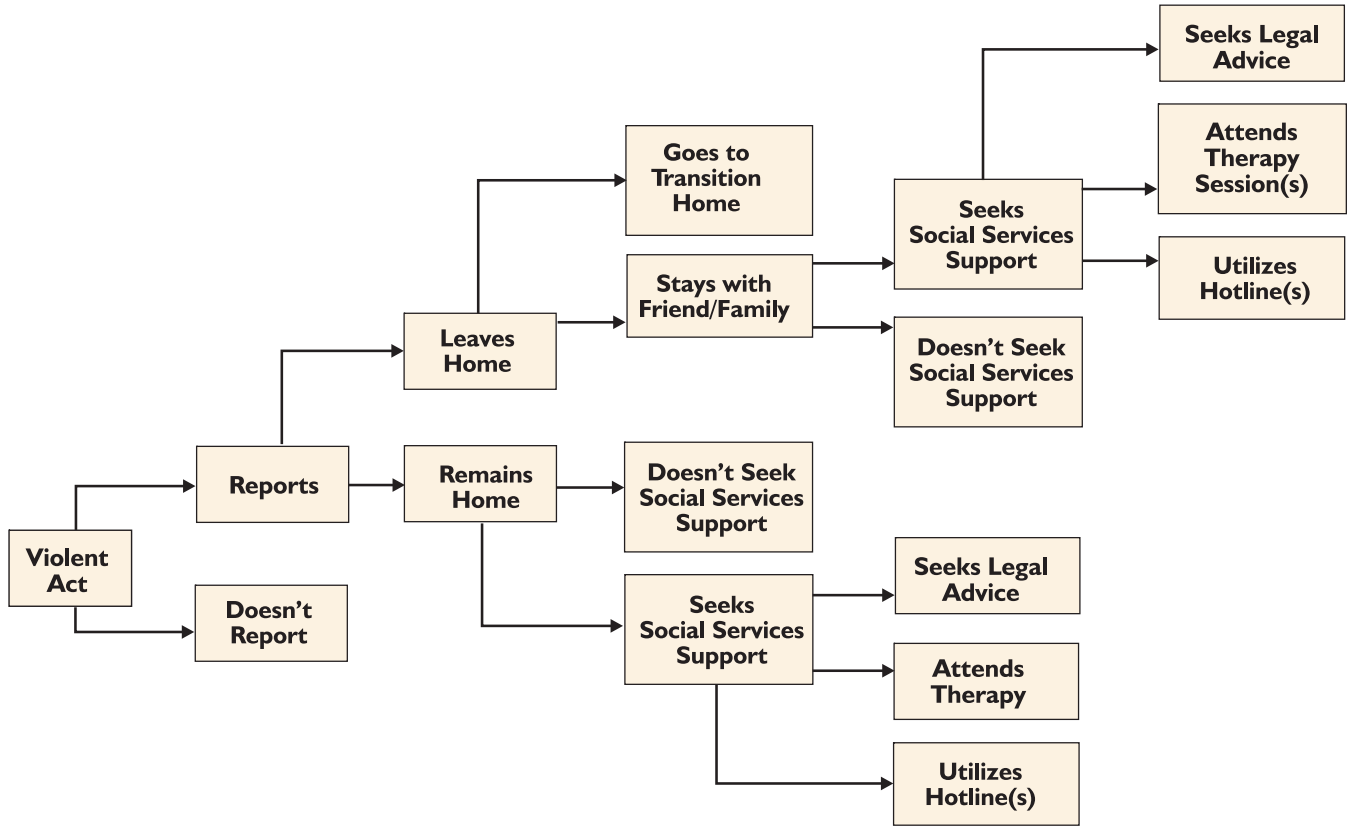 Seeks Legal
Advice
Attends
Therapy
Session(s)
Utilizes
Hotline(s)
Goes to
Transition
Home
Seeks
Social Services
Support
Stays with
Friend/Family
Doesn't Seek
Social Services
Support
Leaves
Home
Reports
Remains
Home
Doesn't Seek
Social Services
Support
Violent
Act
Doesn't
Report
Seeks
Social Services
Support
Seeks Legal
Advice
Attends
Therapy
Utilizes
Hotline(s)